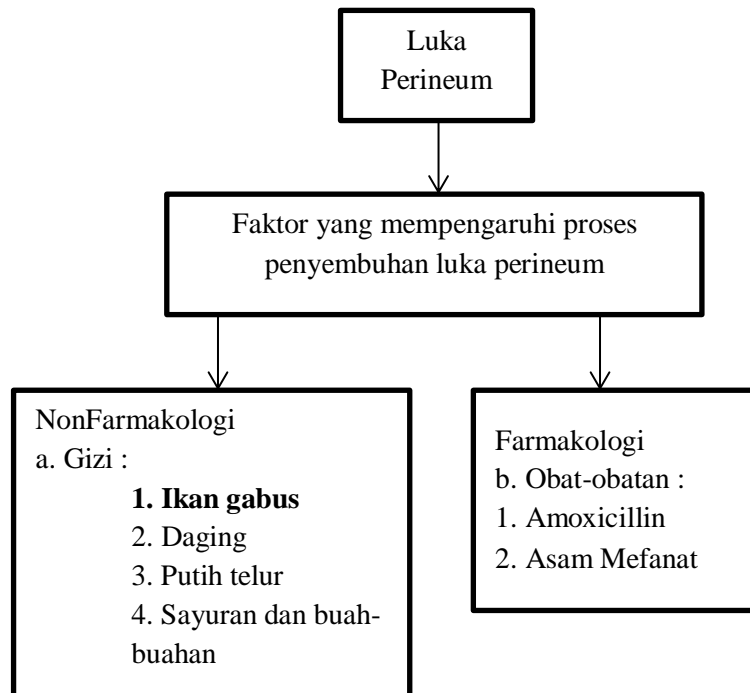 Luka
Perineum
Faktor yang mempengaruhi proses
penyembuhan luka perineum
NonFarmakologi
a. Gizi :
1. Ikan gabus
2. Daging
3. Putih telur
4. Sayuran dan buah-
buahan
Farmakologi
b. Obat-obatan :
1. Amoxicillin
2. Asam Mefanat